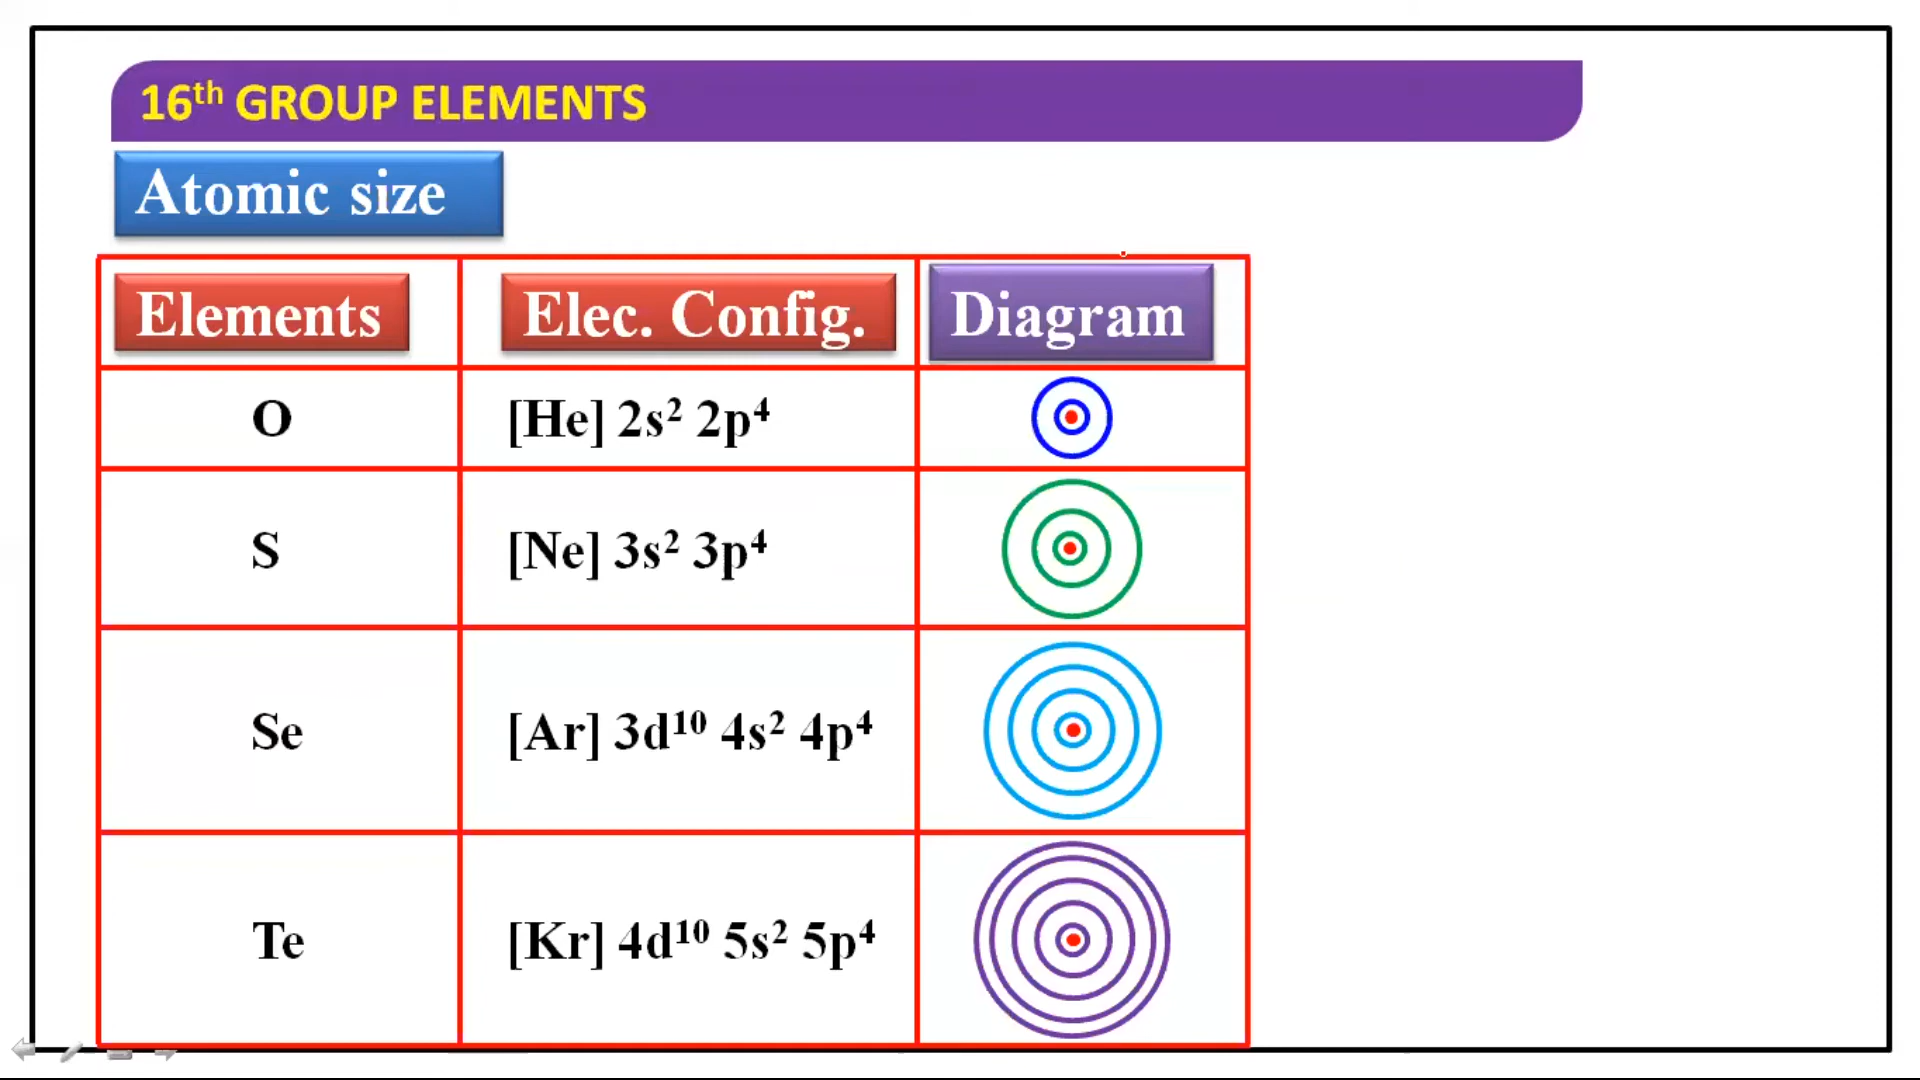 16th GROUP ELEMENTS
Atomic size
Elements Elec. Config. Diagram
O [He] 2s² 2p⁴
S [Ne] 3s² 3p⁴
Se [Ar] 3d¹⁰ 4s² 4p⁴
Te [Kr] 4d¹⁰ 5s² 5p⁴